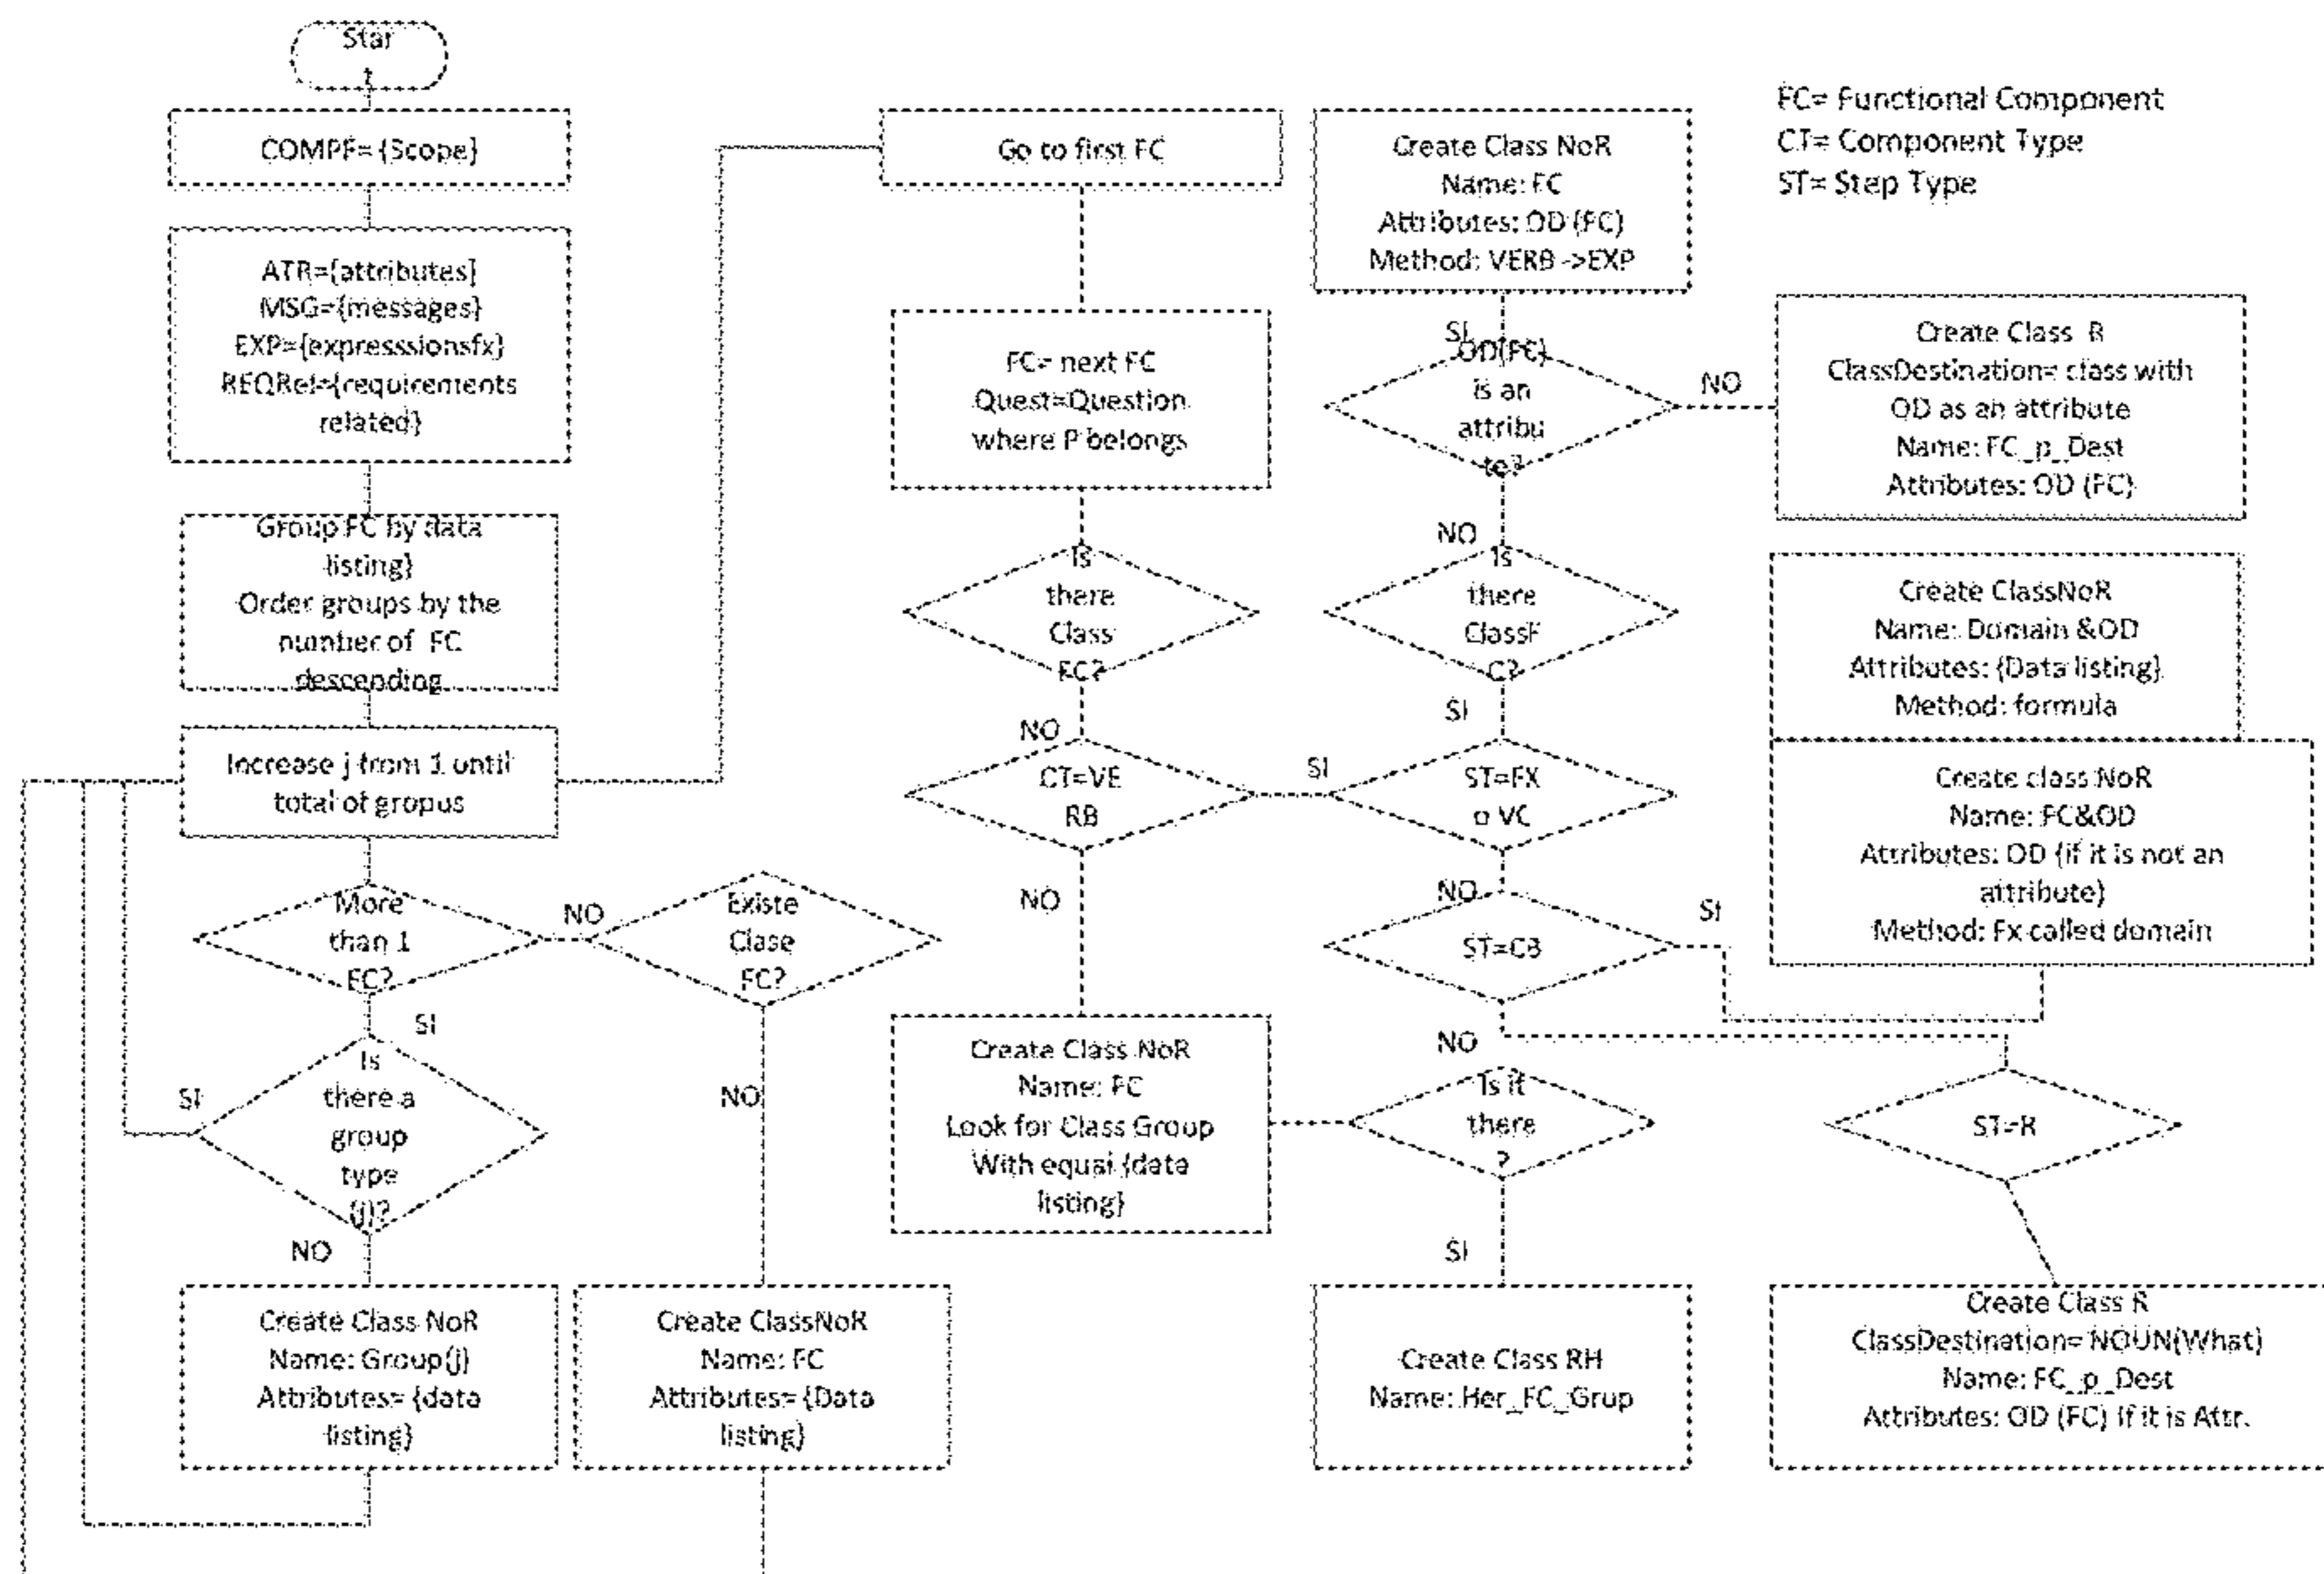 Star
t
COMPF= {Scope}
ATR={attributes]
MSG={messages}
EXP={expresssionsfx}
REQRel={requirements
related}
Group FC by data
listing}
Order groups by the
number of FC
descending
Increase j from 1 until
total of gropus
More
than 1
FC?
NO
SI
Existe
Clase
FC?
NO
Is
there a
group
type
(j)?
SI
NO
Create Class NoR
Name: Group(j)
Attributes= {data
listing}
Create ClassNoR
Name: FC
Attributes= {Data
listing}
Go to first FC
FC= next FC
Quest=Question
where P belongs
Is
there
Class
FC?
NO
CT=VE
RB
SI
NO
Create Class NoR
Name: FC
Look for Class Group
With equal {data
listing}
Create Class NoR
Name: FC
Attributes: OD (FC)
Method: VERB ->EXP
SI
OD(FC)
is an
attribu
te?
NO
NO
Is
there
ClassF
C?
SI
ST=FX
o VC
NO
ST=CB
SI
NO
Is it
there
?
SI
Create Class RH
Name: Her_FC_Grup
FC= Functional Component
CT= Component Type
ST= Step Type
Create Class R
ClassDestination= class with
OD as an attribute
Name: FC_p_Dest
Attributes: OD (FC)
Create ClassNoR
Name: Domain &OD
Attributes: {Data listing}
Method: formula
Create class NoR
Name: FC&OD
Attributes: OD (if it is not an
attribute)
Method: Fx called domain
ST=R
Create Class R
ClassDestination= NOUN(What)
Name: FC_p_Dest
Attributes: OD (FC) if it is Attr.